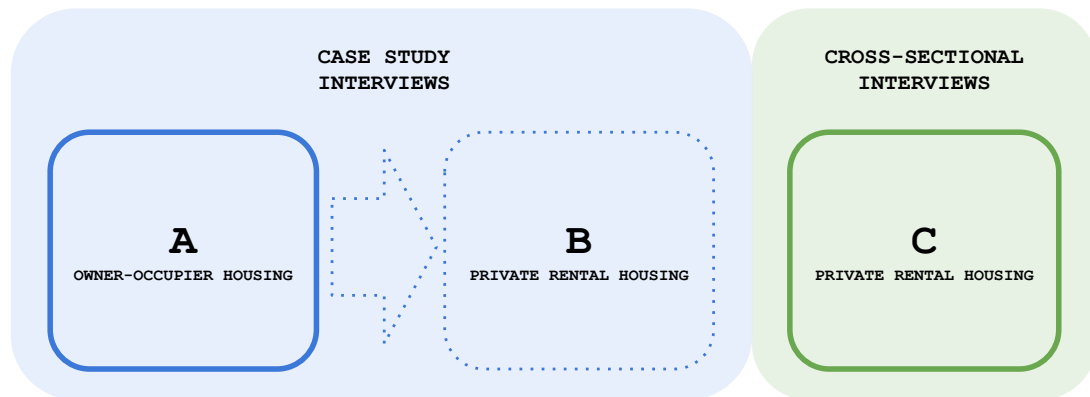 CASE STUDY
INTERVIEWS
A
OWNER-OCCUPIER HOUSING
B
PRIVATE RENTAL HOUSING
CROSS-SECTIONAL
INTERVIEWS
C
PRIVATE RENTAL HOUSING